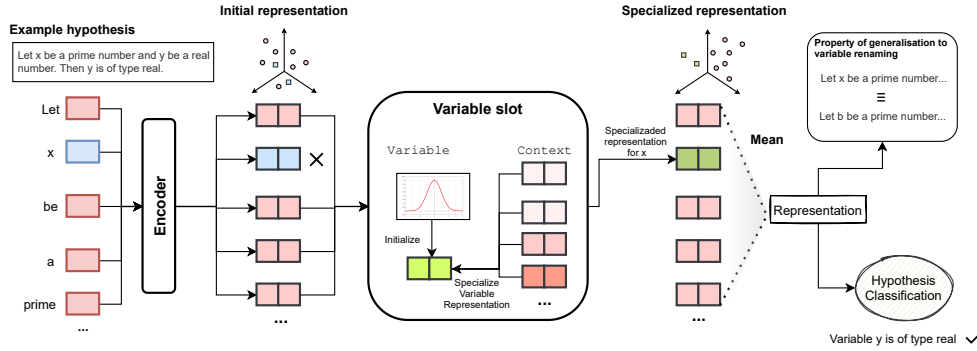 Example hypothesis
Let x be a prime number and y be a real
number. Then y is of type real.
Let
x
be
a
prime
...
Encoder
Initial representation
...
Variable slot
Variable
Context
Initialize
Specialize
Variable
Representation
...
Specializaded
representation
for x
Specialized representation
...
Mean
Representation
Property of generalisation to
variable renaming
Let x be a prime number...
≡
Let b be a prime number...
Hypothesis
Classification
Variable y is of type real ✓